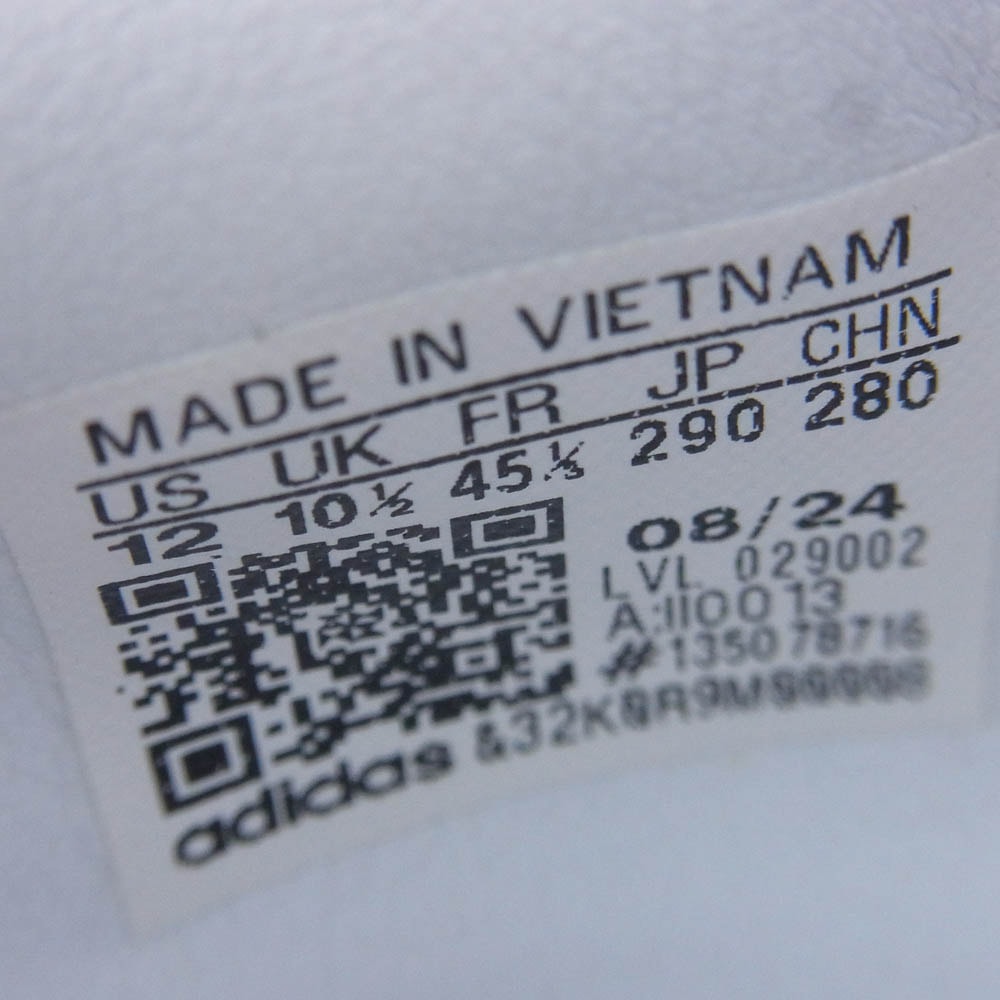 MADE IN VIETNAM
US UK FR JP CHN
12 10½ 45⅓ 290 280
08/24
LVL 029002
A:II0013
#135078716
adidas